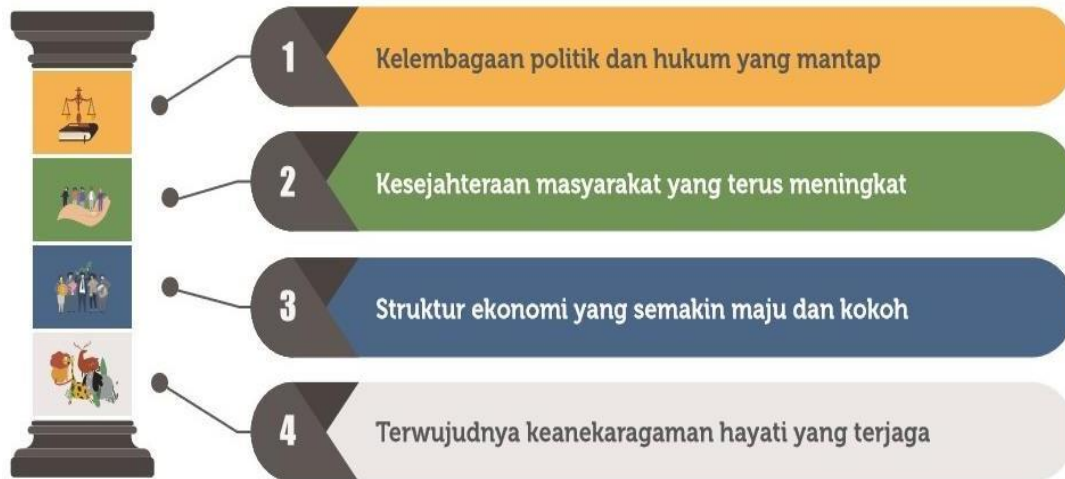 1
Kelembagaan politik dan hukum yang mantap
2
Kesejahteraan masyarakat yang terus meningkat
3
Struktur ekonomi yang semakin maju dan kokoh
4
Terwujudnya keanekaragaman hayati yang terjaga